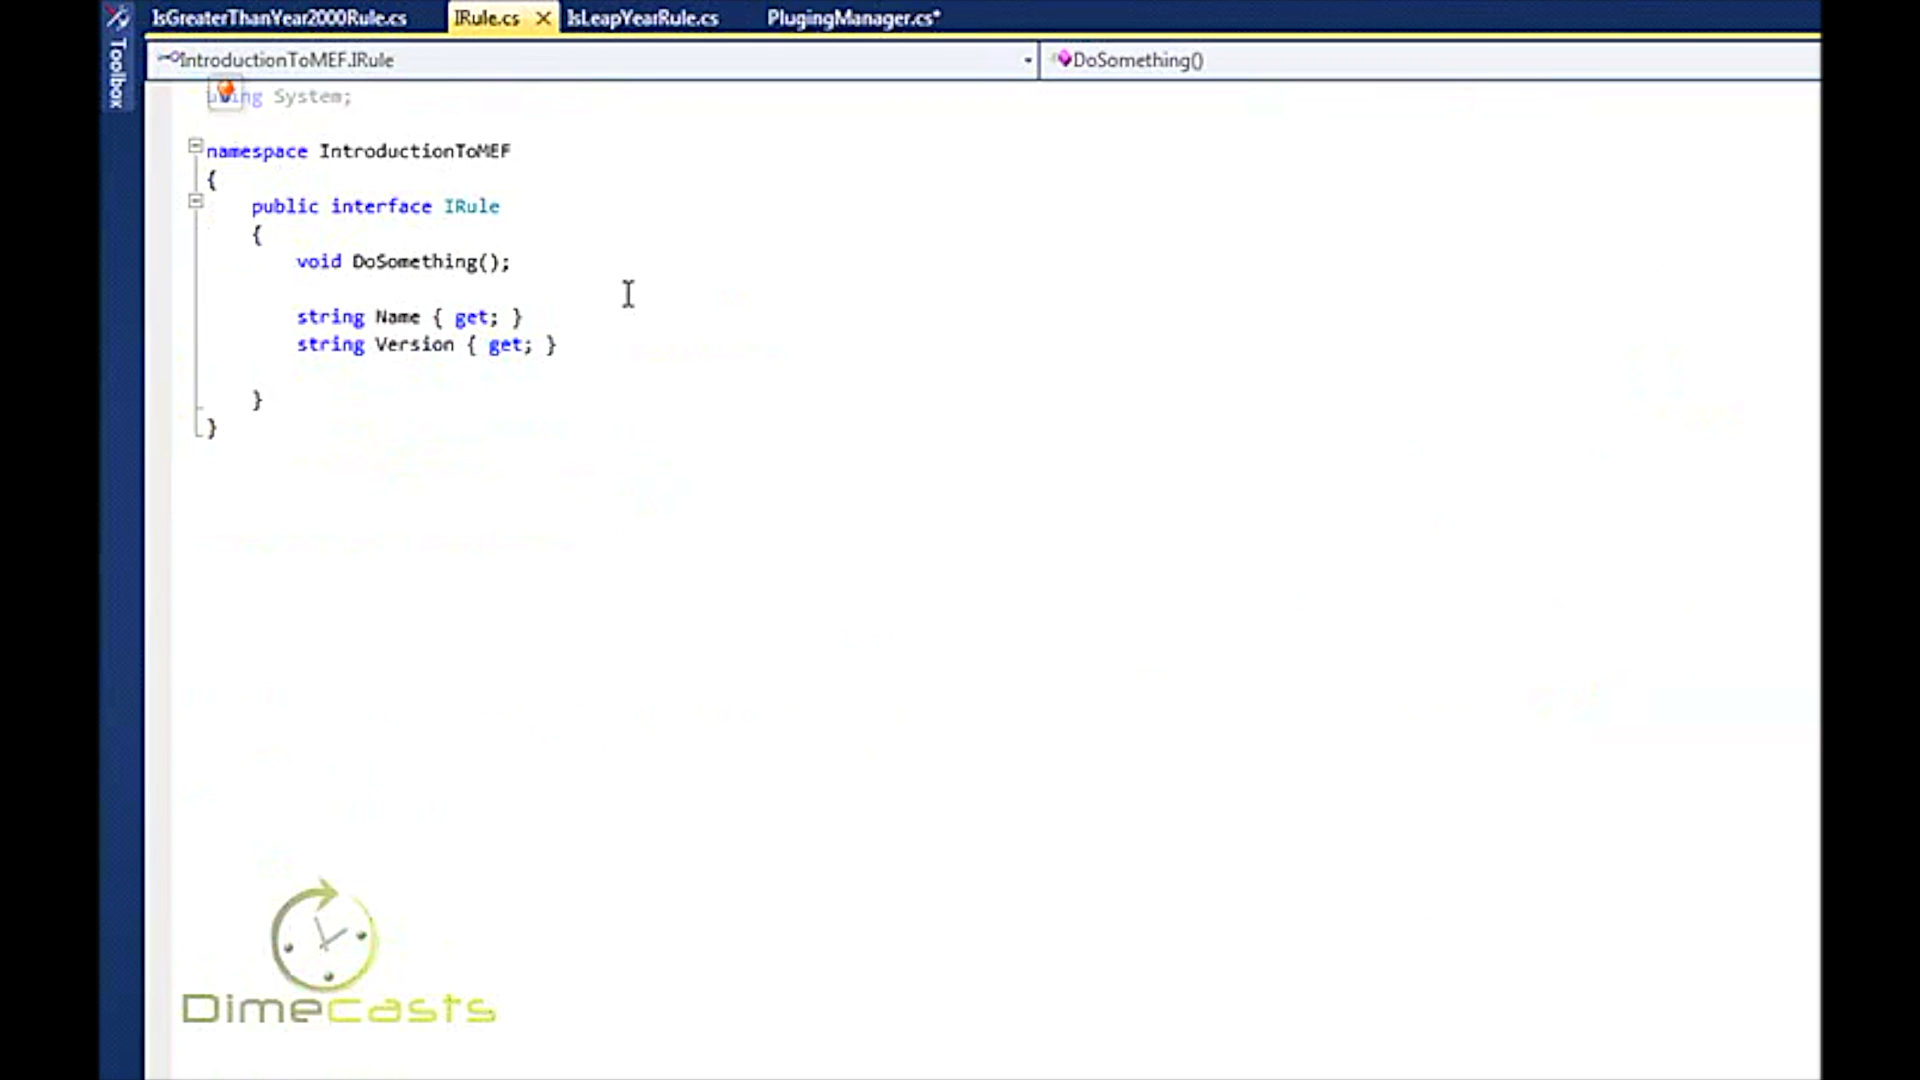 IsGreaterThanYear2000Rule.cs IRule.cs IsLeapYearRule.cs PlugingManager.cs*
Toolbox
IntroductionToMEF.IRule DoSomething()
using System;
namespace IntroductionToMEF
{
public interface IRule
{
void DoSomething();
string Name { get; }
string Version { get; }
}
}
Dimecasts